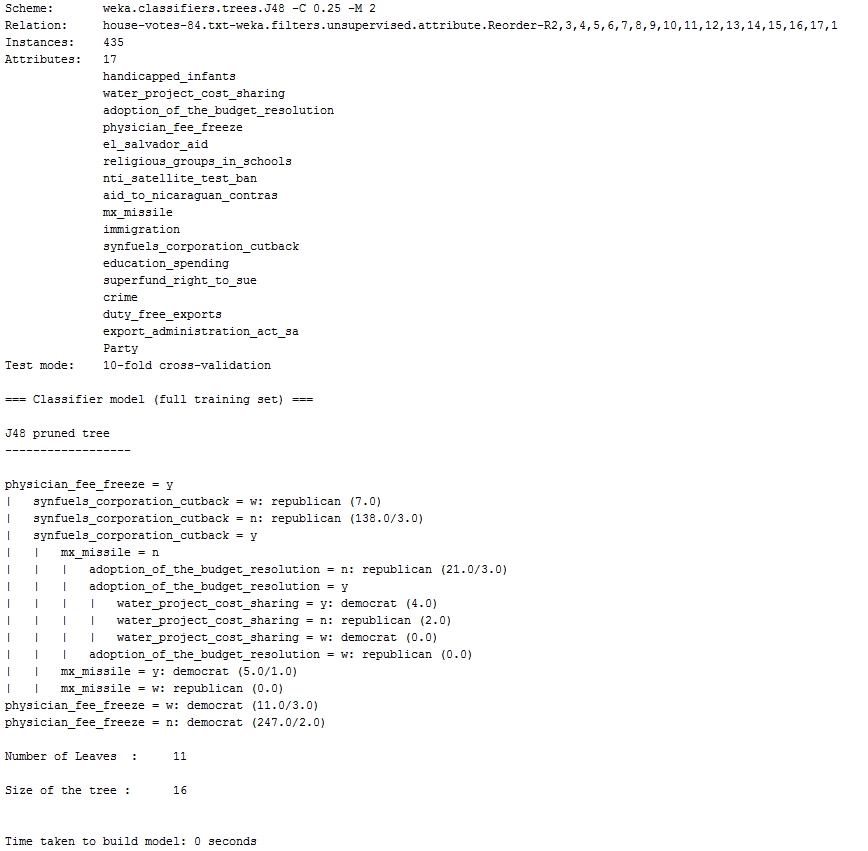 Scheme: weka.classifiers.trees.J48 -C 0.25 -M 2
Relation: house-votes-84.txt-weka.filters.unsupervised.attribute.Reorder-R2,3,4,5,6,7,8,9,10,11,12,13,14,15,16,17,1
Instances: 435
Attributes: 17
handicapped_infants
water_project_cost_sharing
adoption_of_the_budget_resolution
physician_fee_freeze
el_salvador_aid
religious_groups_in_schools
nti_satellite_test_ban
aid_to_nicaraguan_contras
mx_missile
immigration
synfuels_corporation_cutback
education_spending
superfund_right_to_sue
crime
duty_free_exports
export_administration_act_sa
Party
Test mode: 10-fold cross-validation
=== Classifier model (full training set) ===
J48 pruned tree
------------------
physician_fee_freeze = y
|   synfuels_corporation_cutback = w: republican (7.0)
|   synfuels_corporation_cutback = n: republican (138.0/3.0)
|   synfuels_corporation_cutback = y
|   |   mx_missile = n
|   |   |   adoption_of_the_budget_resolution = n: republican (21.0/3.0)
|   |   |   adoption_of_the_budget_resolution = y
|   |   |   |   water_project_cost_sharing = y: democrat (4.0)
|   |   |   |   water_project_cost_sharing = n: republican (2.0)
|   |   |   |   water_project_cost_sharing = w: democrat (0.0)
|   |   |   adoption_of_the_budget_resolution = w: republican (0.0)
|   |   mx_missile = y: democrat (5.0/1.0)
|   |   mx_missile = w: republican (0.0)
physician_fee_freeze = w: democrat (11.0/3.0)
physician_fee_freeze = n: democrat (247.0/2.0)
Number of Leaves  : 11
Size of the tree : 16
Time taken to build model: 0 seconds